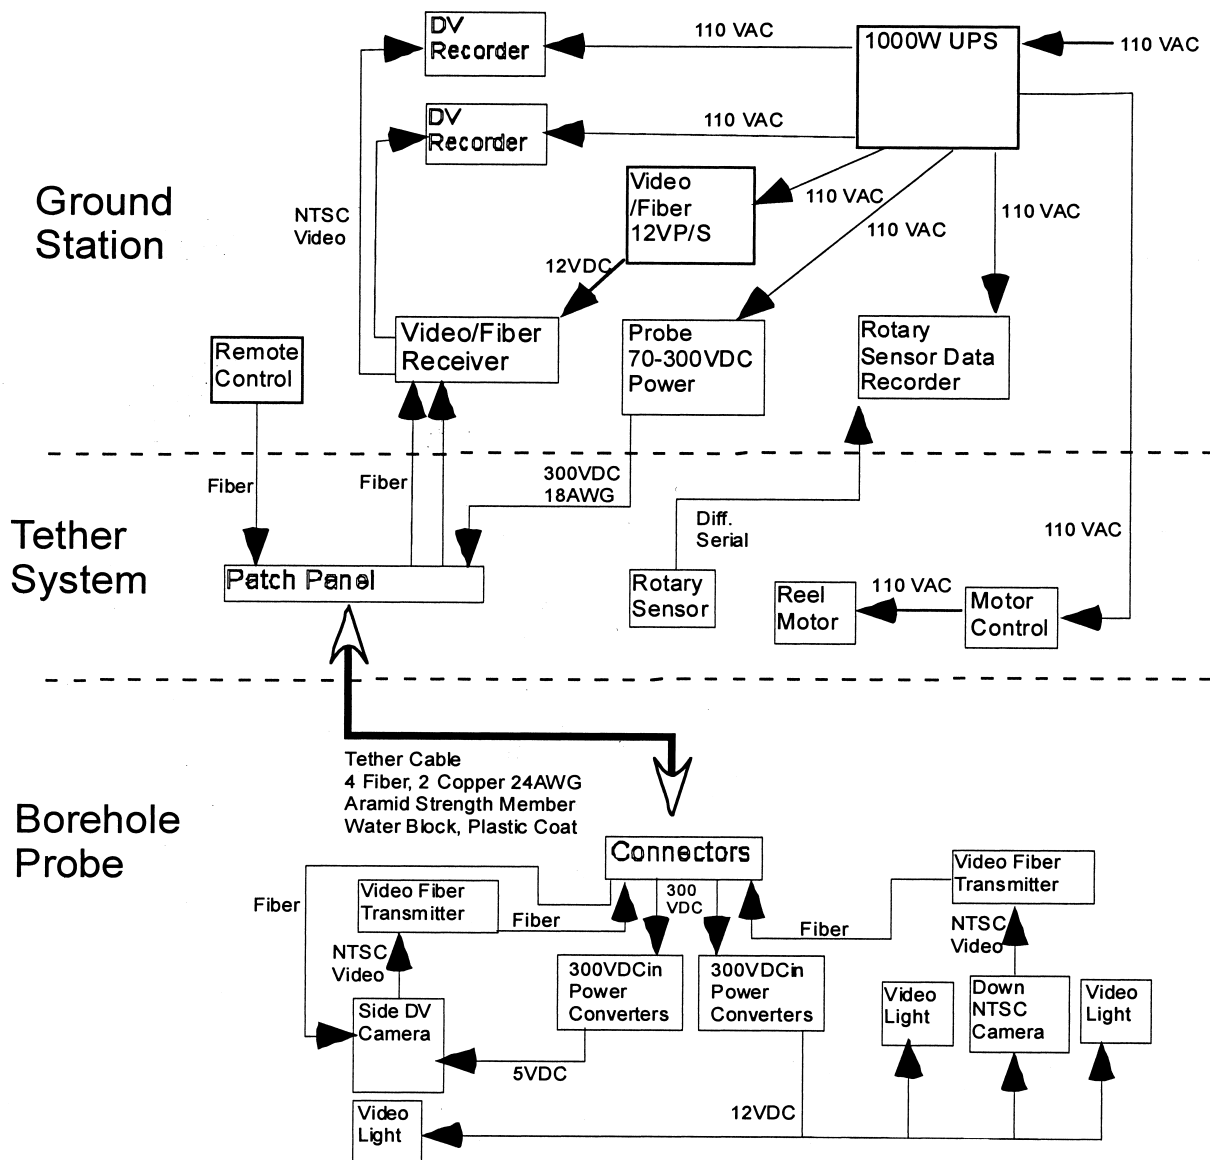 DV
Recorder
110 VAC
1000W UPS
110 VAC
DV
Recorder
110 VAC
Ground
Station
NTSC
Video
Video
/Fiber
12VP/S
110 VAC
110 VAC
110 VAC
12VDC
Remote
Control
Video/Fiber
Receiver
Probe
70-300VDC
Power
Rotary
Sensor Data
Recorder
Fiber
Fiber
300VDC
18AWG
Tether
System
Diff.
Serial
110 VAC
Patch Panel
Rotary
Sensor
Reel
Motor
110 VAC
Motor
Control
Tether Cable
4 Fiber, 2 Copper 24AWG
Aramid Strength Member
Water Block, Plastic Coat
Borehole
Probe
Connectors
Video Fiber
Transmitter
Fiber
Video Fiber
Transmitter
Fiber
300
VDC
Fiber
NTSC
Video
NTSC
Video
300VDCin
Power
Converters
300VDCin
Power
Converters
Side DV
Camera
Video
Light
Down
NTSC
Camera
Video
Light
5VDC
12VDC
Video
Light